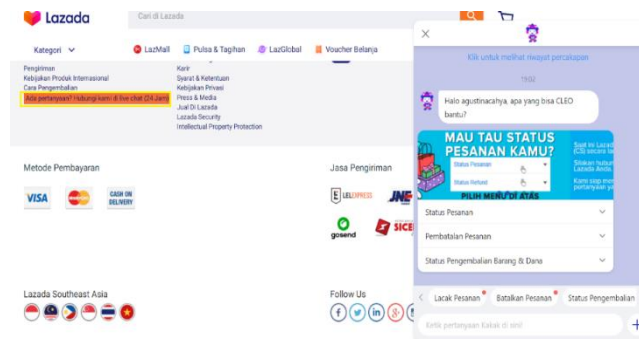 Lazada
Cari di Lazada
Kategori
LazMall
Pulsa & Tagihan
LazGlobal
Voucher Belanja
Pengiriman
Kebijakan Produk Internasional
Cara Pengembalian
Ada pertanyaan? Hubungi kami di live chat (24 Jam)
Karir
Syarat & Ketentuan
Kebijakan Privasi
Press & Media
Jual Di Lazada
Lazada Security
Intellectual Property Protection
Metode Pembayaran
VISA
CASH ON
DELIVERY
Jasa Pengiriman
JNE
gosend
Lazada Southeast Asia
Follow Us
Klik untuk melihat riwayat percakapan
Halo agustinacahya, apa yang bisa CLEO
bantu?
MAU TAU STATUS
PESANAN KAMU?
Status Pesanan
Status Refund
PILIH MENU DI ATAS
Status Pesanan
Pembatalan Pesanan
Status Pengembalian Barang & Dana
Lacak Pesanan
Batalkan Pesanan
Status Pengembalian
Ketik pertanyaan Kakak di sini!